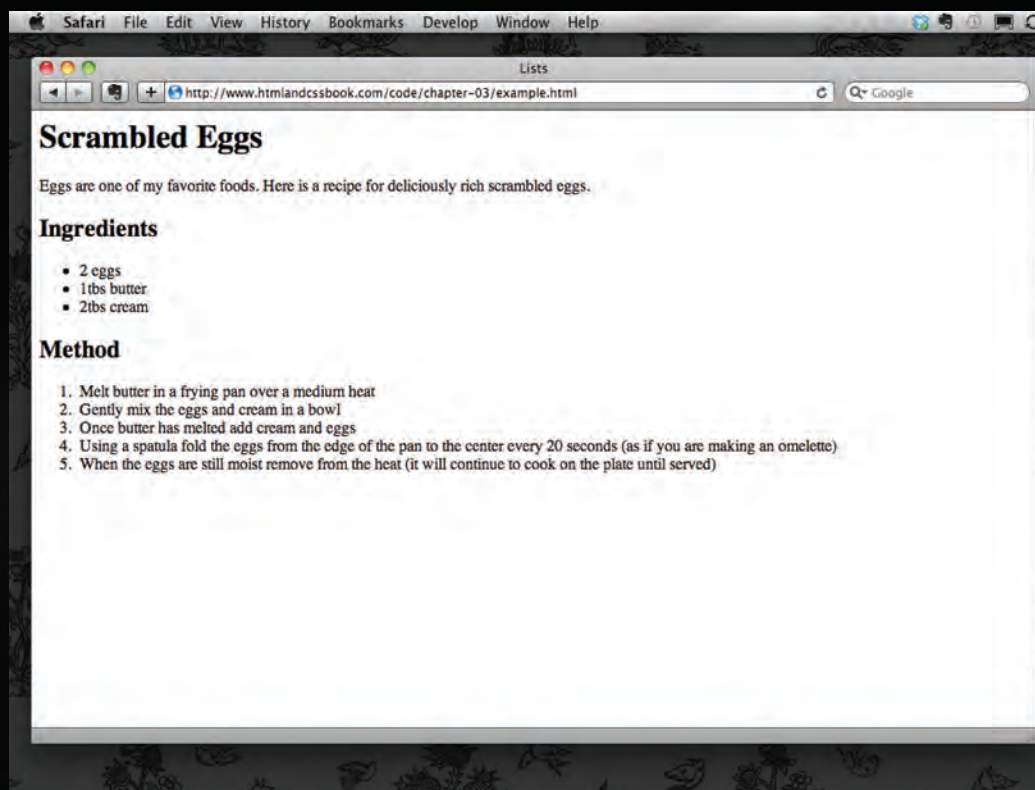 Safari File Edit View History Bookmarks Develop Window Help
Lists
http://www.htmlandcssbook.com/code/chapter-03/example.html
Google
Scrambled Eggs
Eggs are one of my favorite foods. Here is a recipe for deliciously rich scrambled eggs.
Ingredients
• 2 eggs
• 1tbs butter
• 2tbs cream
Method
1. Melt butter in a frying pan over a medium heat
2. Gently mix the eggs and cream in a bowl
3. Once butter has melted add cream and eggs
4. Using a spatula fold the eggs from the edge of the pan to the center every 20 seconds (as if you are making an omelette)
5. When the eggs are still moist remove from the heat (it will continue to cook on the plate until served)